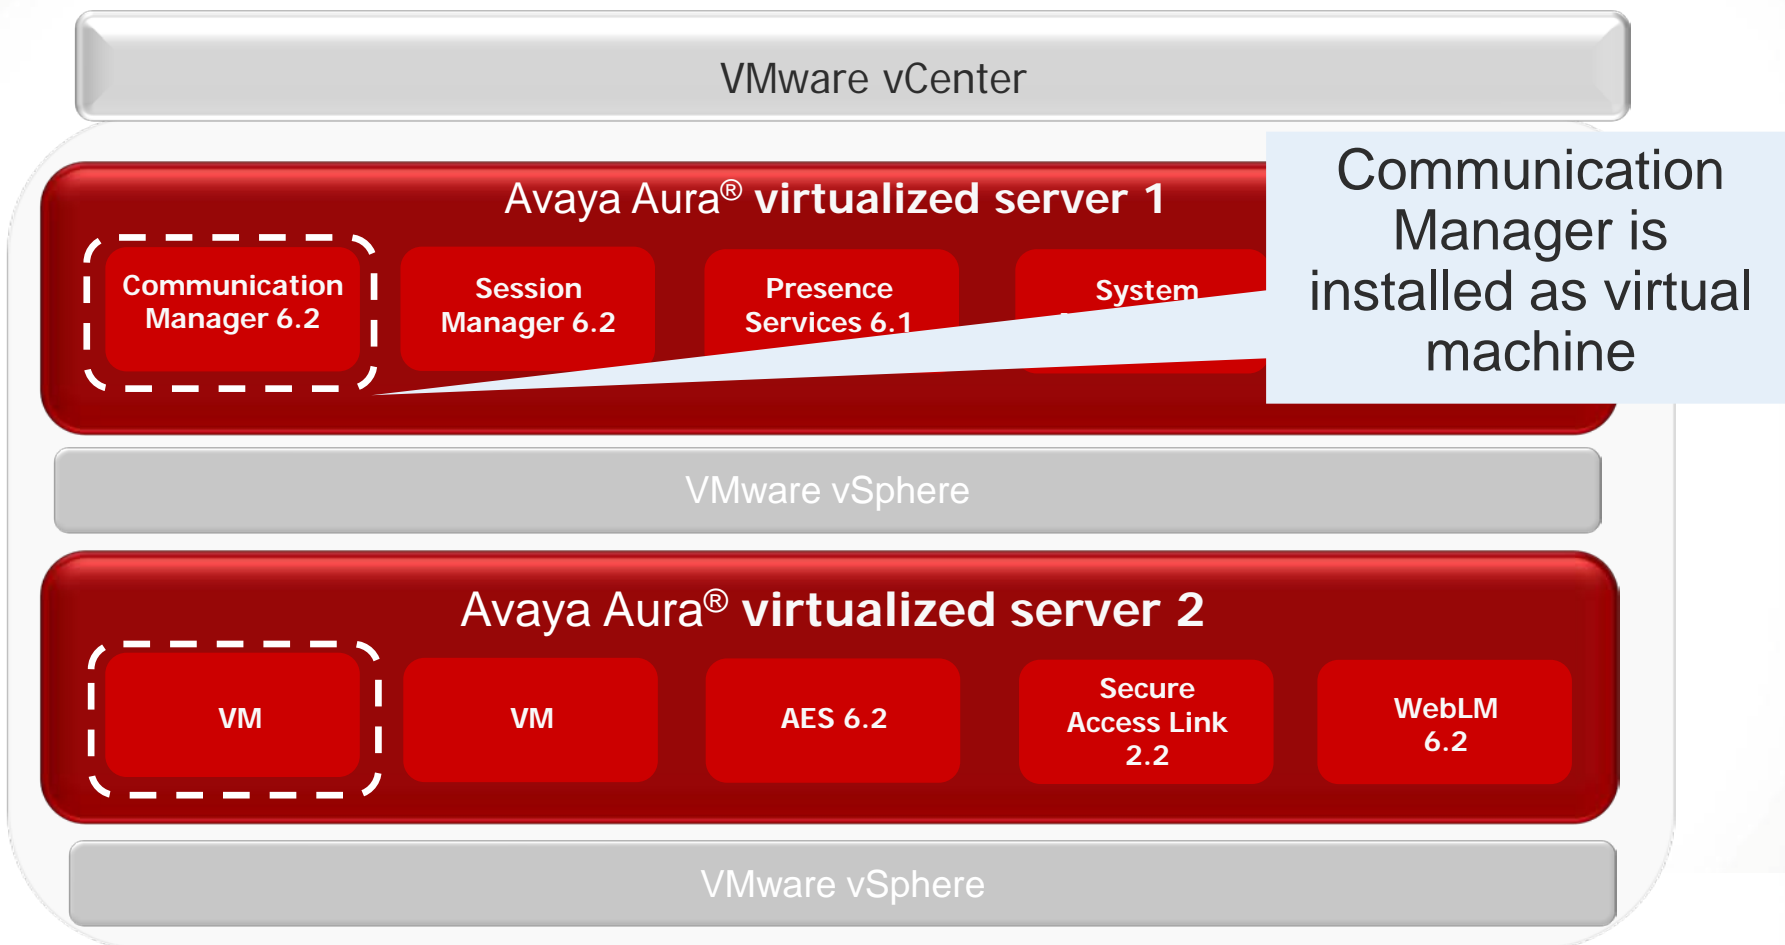 VMware vCenter
Avaya Aura® virtualized server 1
Communication
Manager 6.2
Session
Manager 6.2
Presence
Services 6.1
System
Communication
Manager is
installed as virtual
machine
VMware vSphere
Avaya Aura® virtualized server 2
VM
VM
AES 6.2
Secure
Access Link
2.2
WebLM
6.2
VMware vSphere